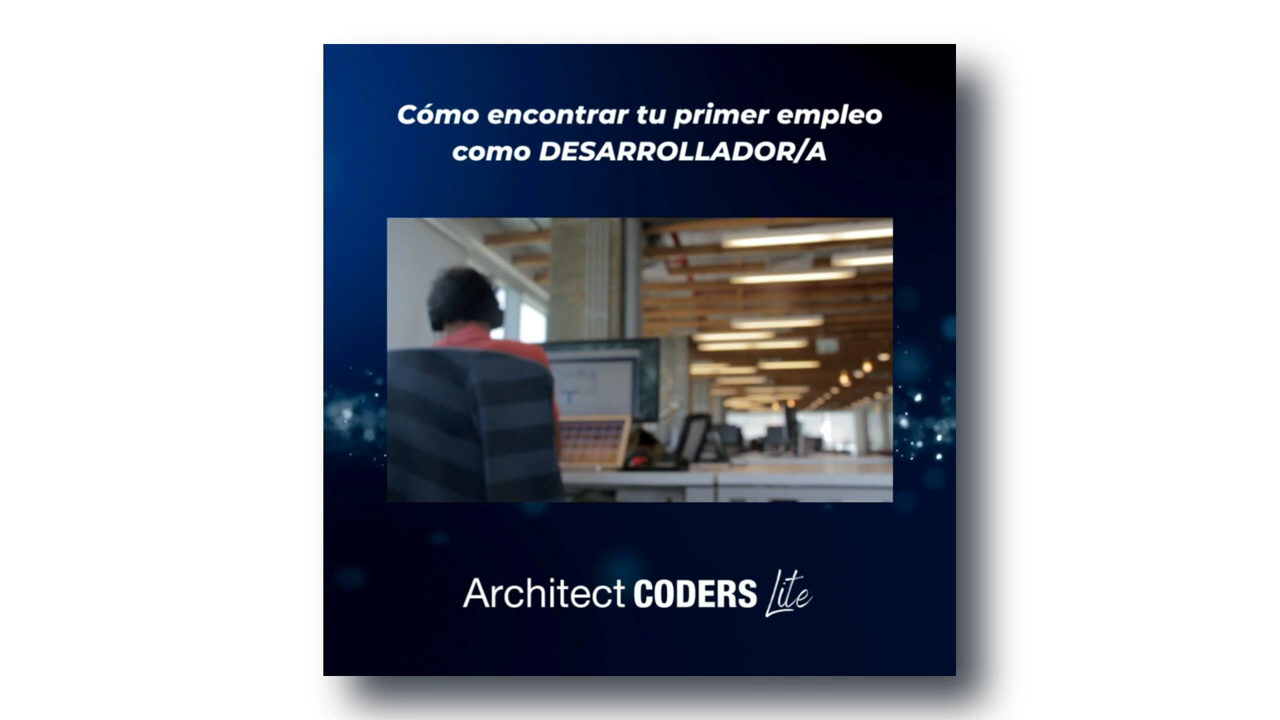 Cómo encontrar tu primer empleo
como DESARROLLADOR/A
Architect CODERS Lite